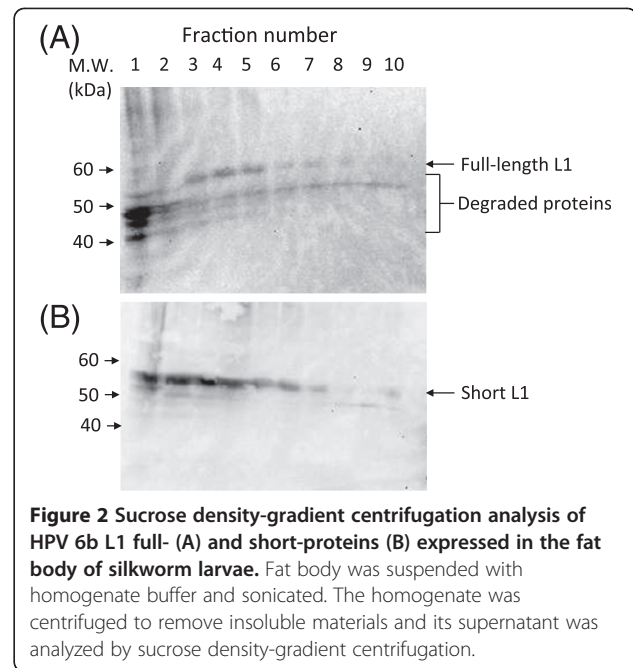 (A)
Fraction number
M.W. 1 2 3 4 5 6 7 8 9 10
(kDa)
60
Full-length L1
50
Degraded proteins
40
(B)
60
50
Short L1
40
Figure 2 Sucrose density-gradient centrifugation analysis of
HPV 6b L1 full- (A) and short-proteins (B) expressed in the fat
body of silkworm larvae. Fat body was suspended with
homogenate buffer and sonicated. The homogenate was
centrifuged to remove insoluble materials and its supernatant was
analyzed by sucrose density-gradient centrifugation.